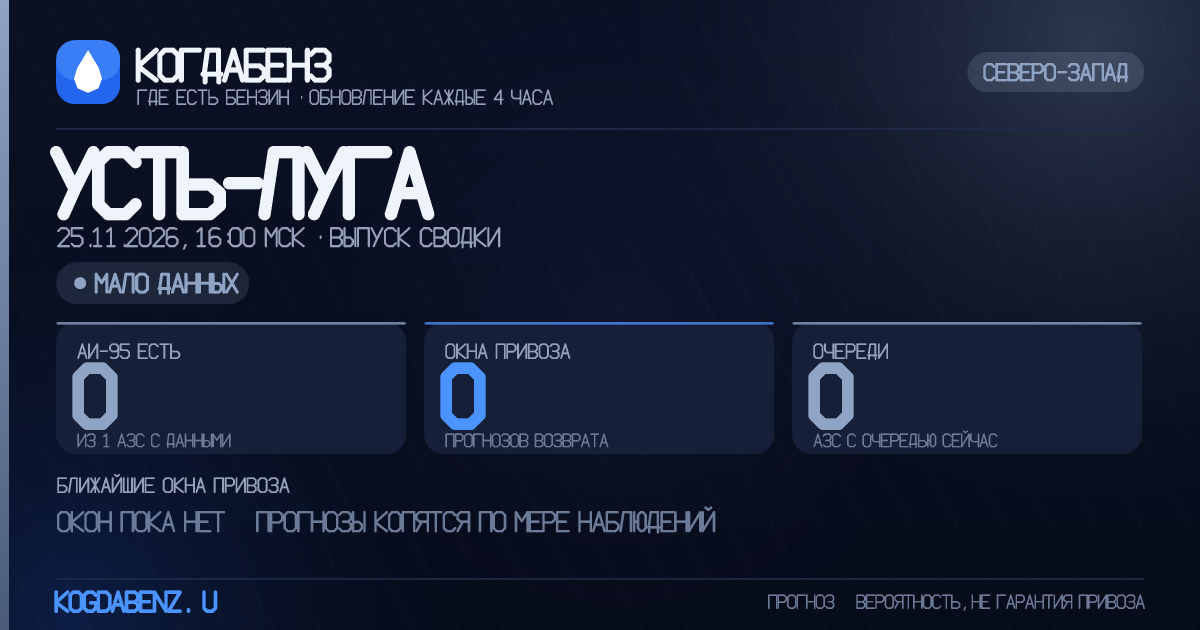 КОГДАБЕНЗ
ГДЕ ЕСТЬ БЕНЗИН · ОБНОВЛЕНИЕ КАЖДЫЕ 4 ЧАСА
СЕВЕРО-ЗАПАД
УСТЬ-ЛУГА
25.11.2026, 16:00 МСК · ВЫПУСК СВОДКИ
МАЛО ДАННЫХ
АИ-95 ЕСТЬ
0
ИЗ 1 АЗС С ДАННЫМИ
ОКНА ПРИВОЗА
0
ПРОГНОЗОВ ВОЗВРАТА
ОЧЕРЕДИ
0
АЗС С ОЧЕРЕДЬЮ СЕЙЧАС
БЛИЖАЙШИЕ ОКНА ПРИВОЗА
ОКОН ПОКА НЕТ ПРОГНОЗЫ КОПЯТСЯ ПО МЕРЕ НАБЛЮДЕНИЙ
KOGDABENZ. U
ПРОГНОЗ ВЕРОЯТНОСТЬ, НЕ ГАРАНТИЯ ПРИВОЗА